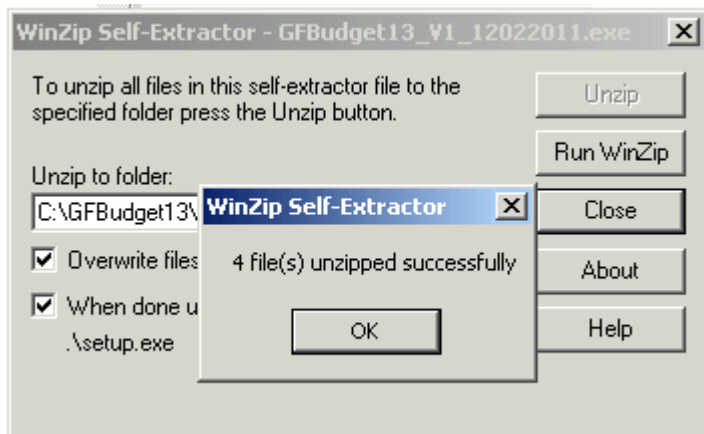 WinZip Self-Extractor - GFBudget13_V1_12022011.exe
To unzip all files in this self-extractor file to the
specified folder press the Unzip button.
Unzip to folder:
C:\GFBudget13\
Overwrite files
When done u
.\setup.exe
Unzip
Run WinZip
Close
About
Help
WinZip Self-Extractor
4 file(s) unzipped successfully
OK